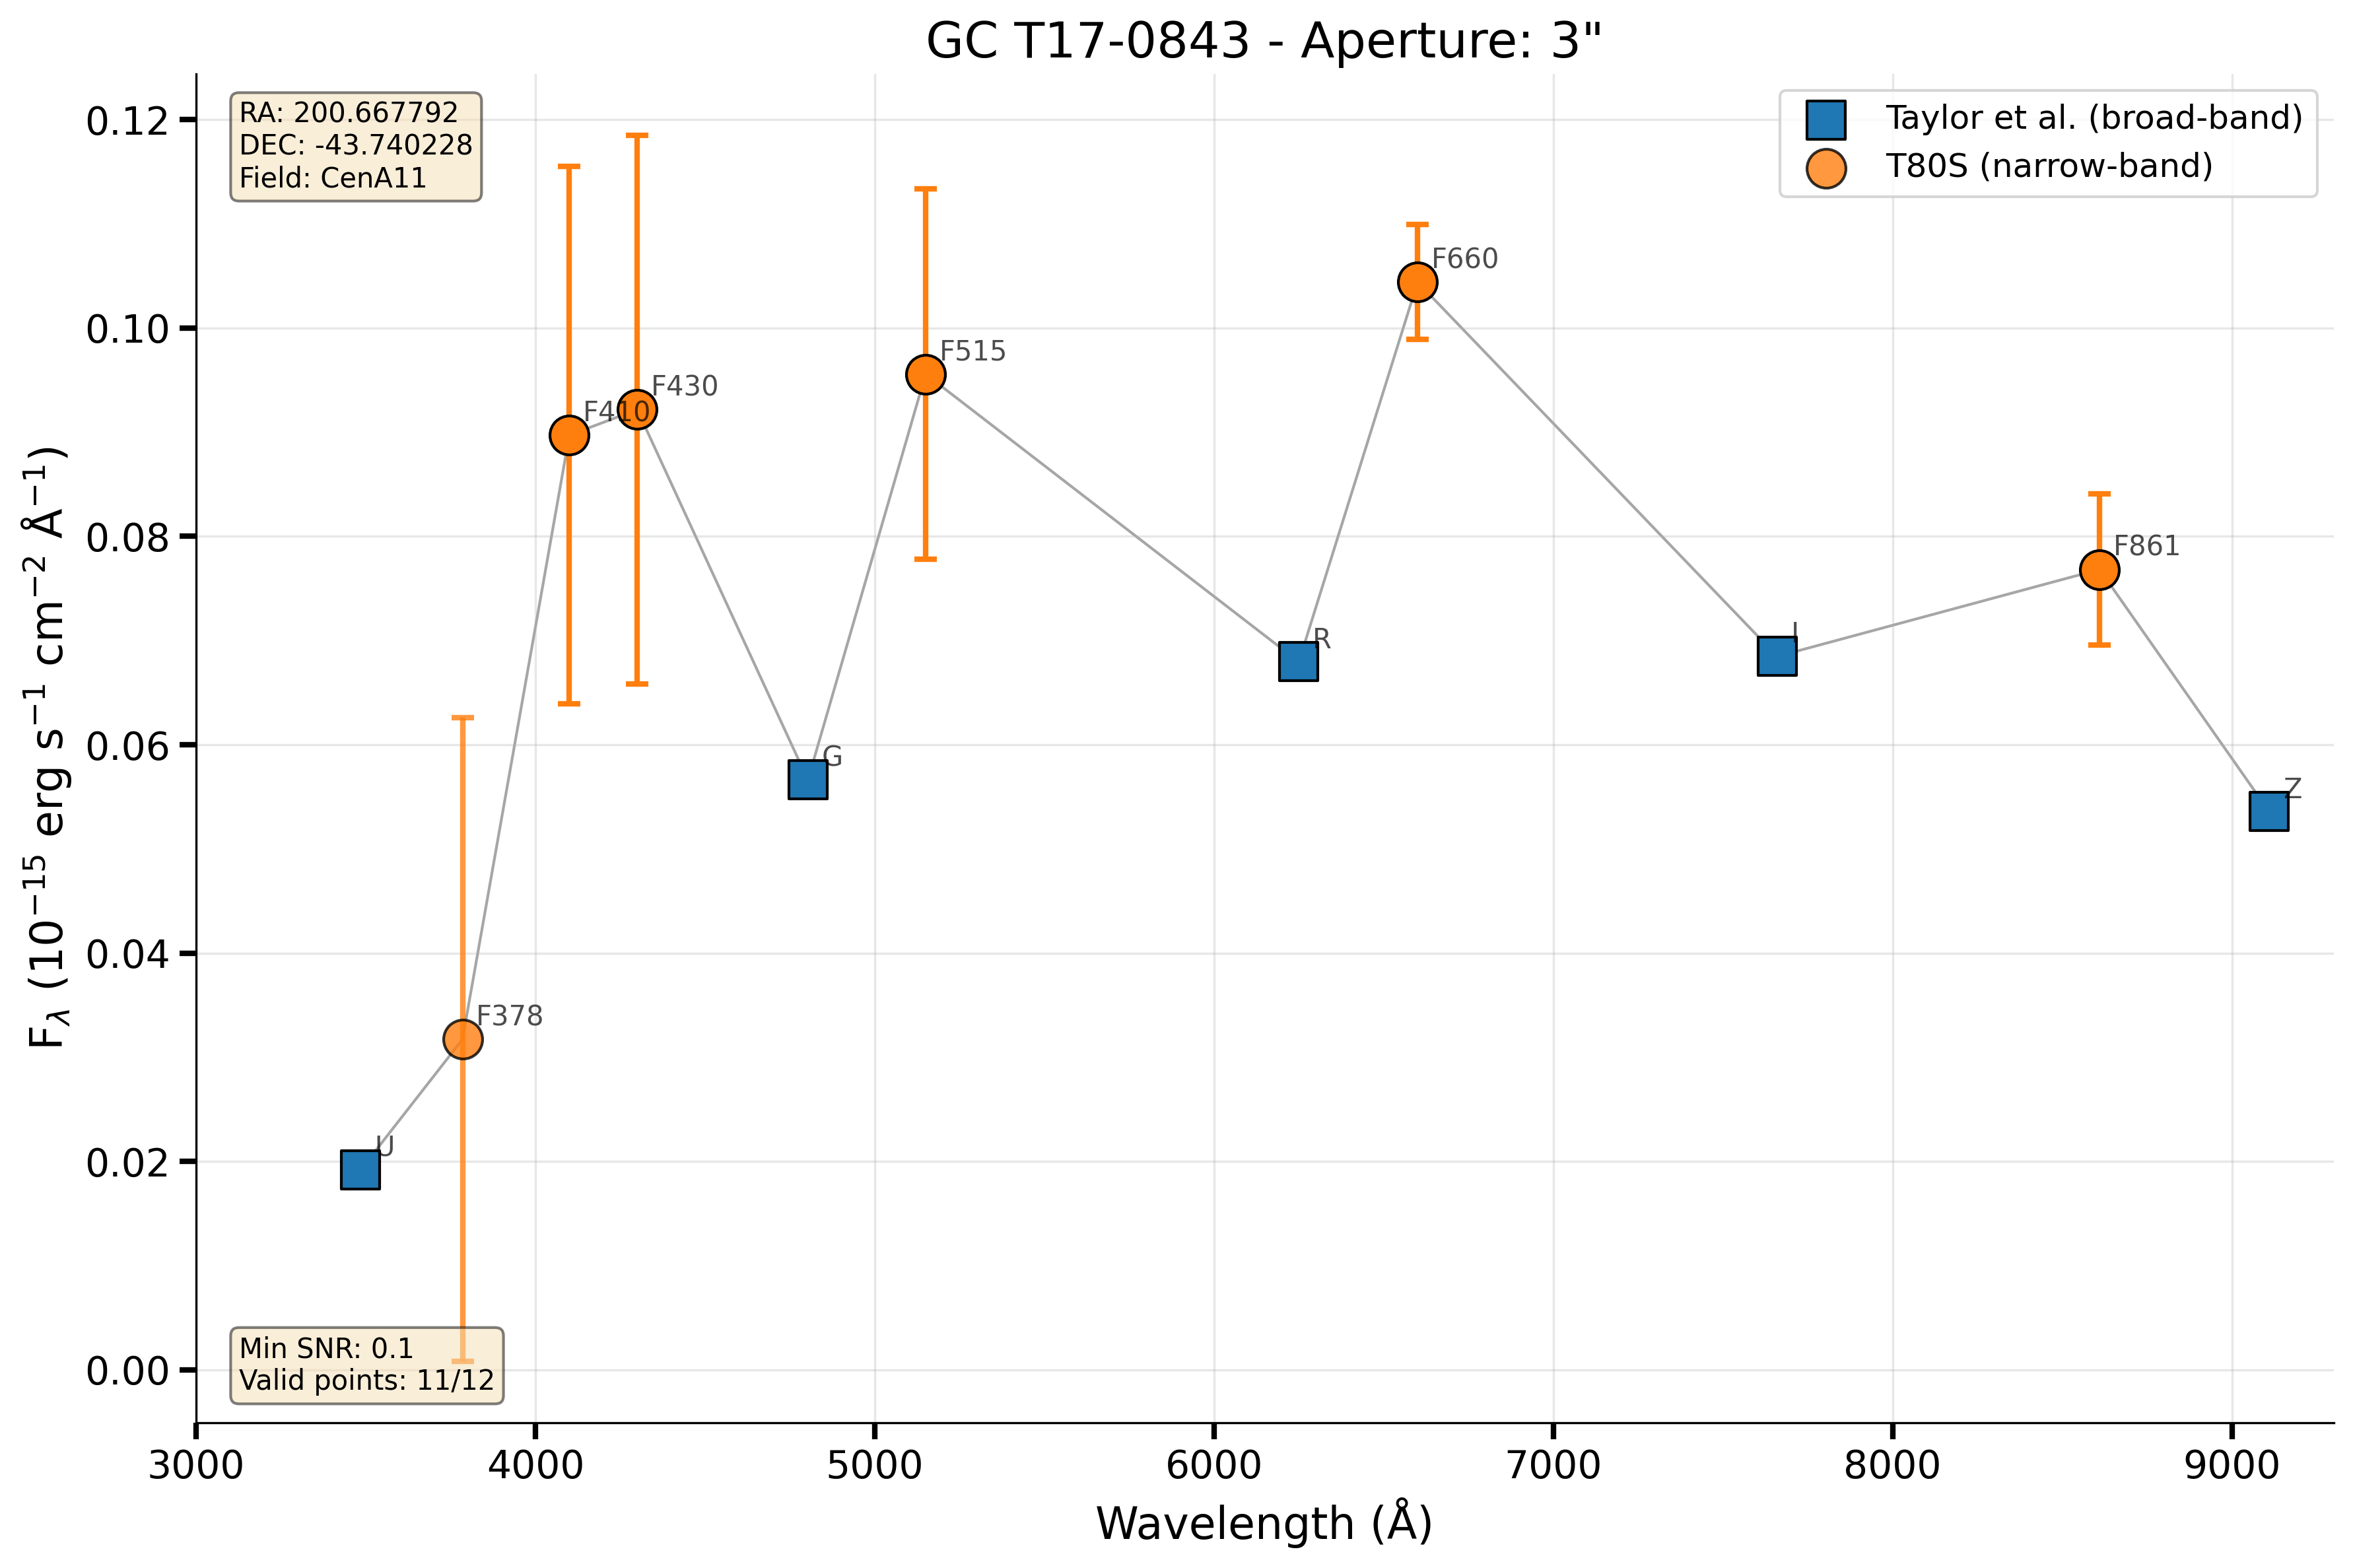 GC T17-0843 - Aperture: 3"
RA: 200.667792
DEC: -43.740228
Field: CenA11
Taylor et al. (broad-band)
T80S (narrow-band)
0.12
0.10
0.08
0.06
0.04
0.02
0.00
F_λ (10⁻¹⁵ erg s⁻¹ cm⁻² Å⁻¹)
U
F378
F410
F430
G
F515
R
F660
I
F861
Z
Min SNR: 0.1
Valid points: 11/12
3000 4000 5000 6000 7000 8000 9000
Wavelength (Å)